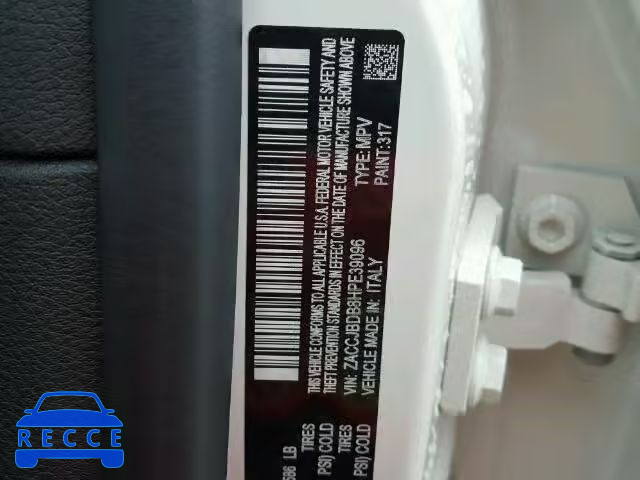 THIS VEHICLE CONFORMS TO ALL APPLICABLE U.S.A. FEDERAL MOTOR VEHICLE SAFETY AND
THEFT PREVENTION STANDARDS IN EFFECT ON THE DATE OF MANUFACTURE SHOWN ABOVE
VIN: ZACCJBDB8HPE39096 TYPE: MPV
VEHICLE MADE IN: ITALY PAINT: 317
586 LB
TIRES
PSI) COLD
TIRES
PSI) COLD
RECCE